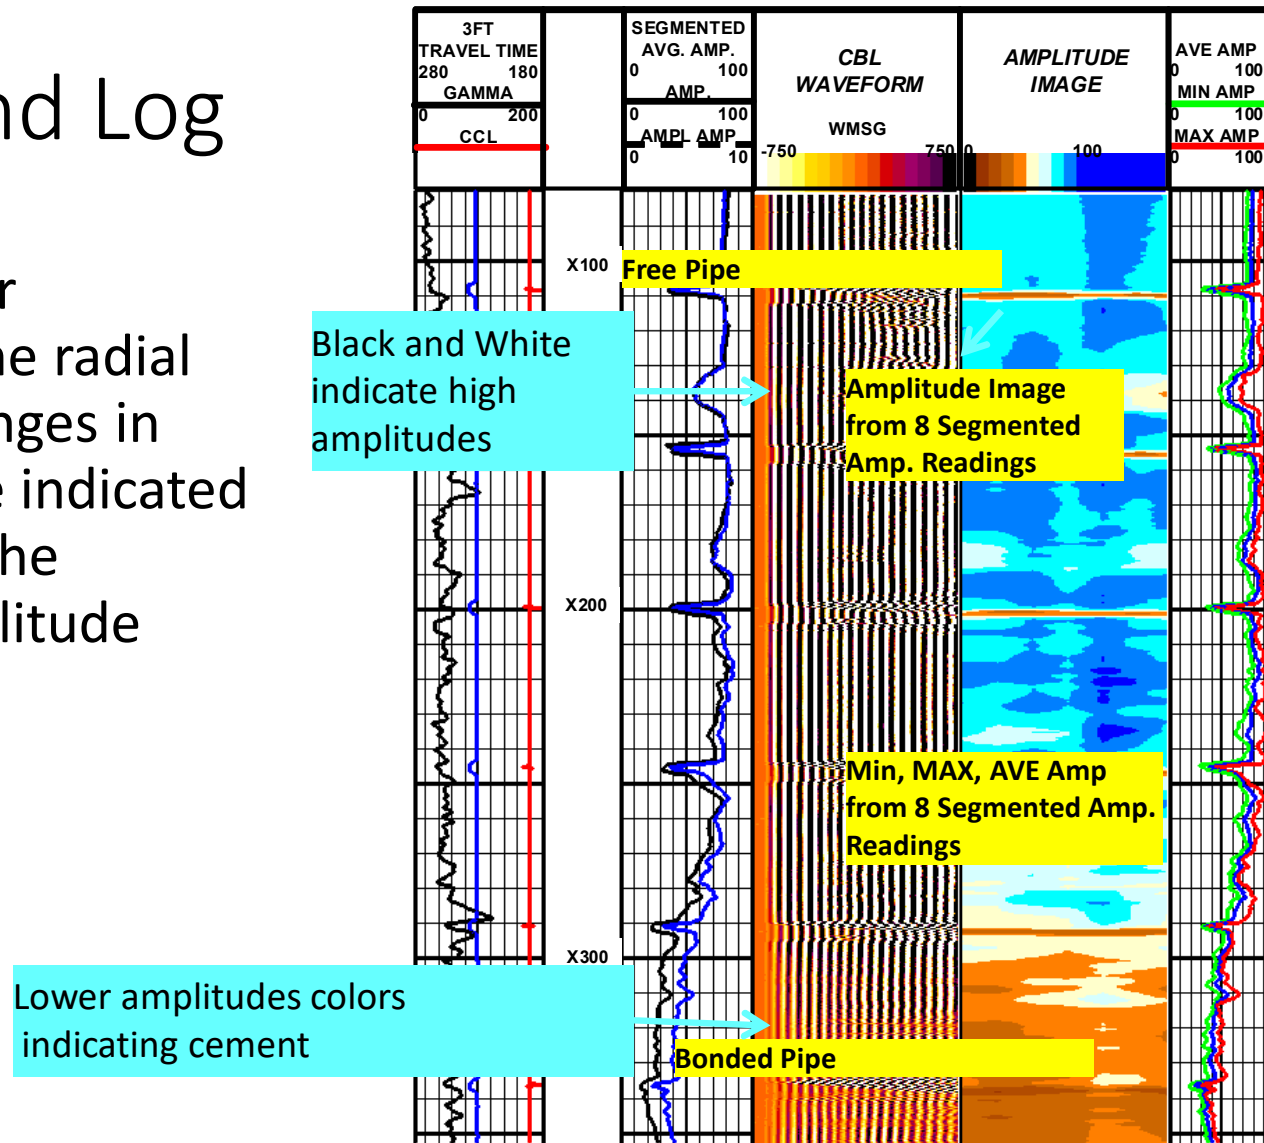 nd Log
r
ne radial
nges in
e indicated
the
litude
3FT
TRAVEL TIME
280 180
GAMMA
0 200
CCL
SEGMENTED
AVG. AMP.
0 100
AMP.
0 100
AMPL AMP
0 10
CBL
WAVEFORM
WMSG
-750 750
AMPLITUDE
IMAGE
0 100
AVE AMP
0 100
MIN AMP
0 100
MAX AMP
0 100
X100
Free Pipe
Black and White
indicate high
amplitudes
Amplitude Image
from 8 Segmented
Amp. Readings
X200
Min, MAX, AVE Amp
from 8 Segmented Amp.
Readings
X300
Lower amplitudes colors
indicating cement
Bonded Pipe